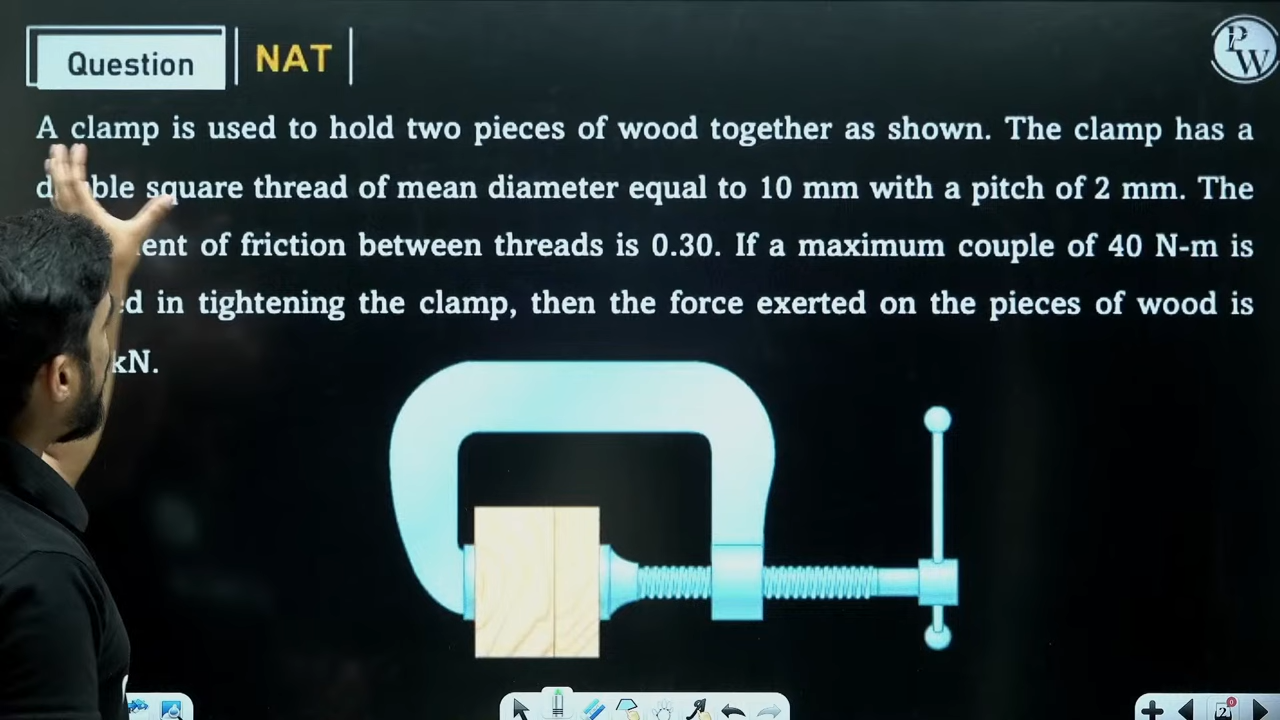 Question NAT
PW
A clamp is used to hold two pieces of wood together as shown. The clamp has a
square thread of mean diameter equal to 10 mm with a pitch of 2 mm. The
of friction between threads is 0.30. If a maximum couple of 40 N-m is
in tightening the clamp, then the force exerted on the pieces of wood is
kN.
2